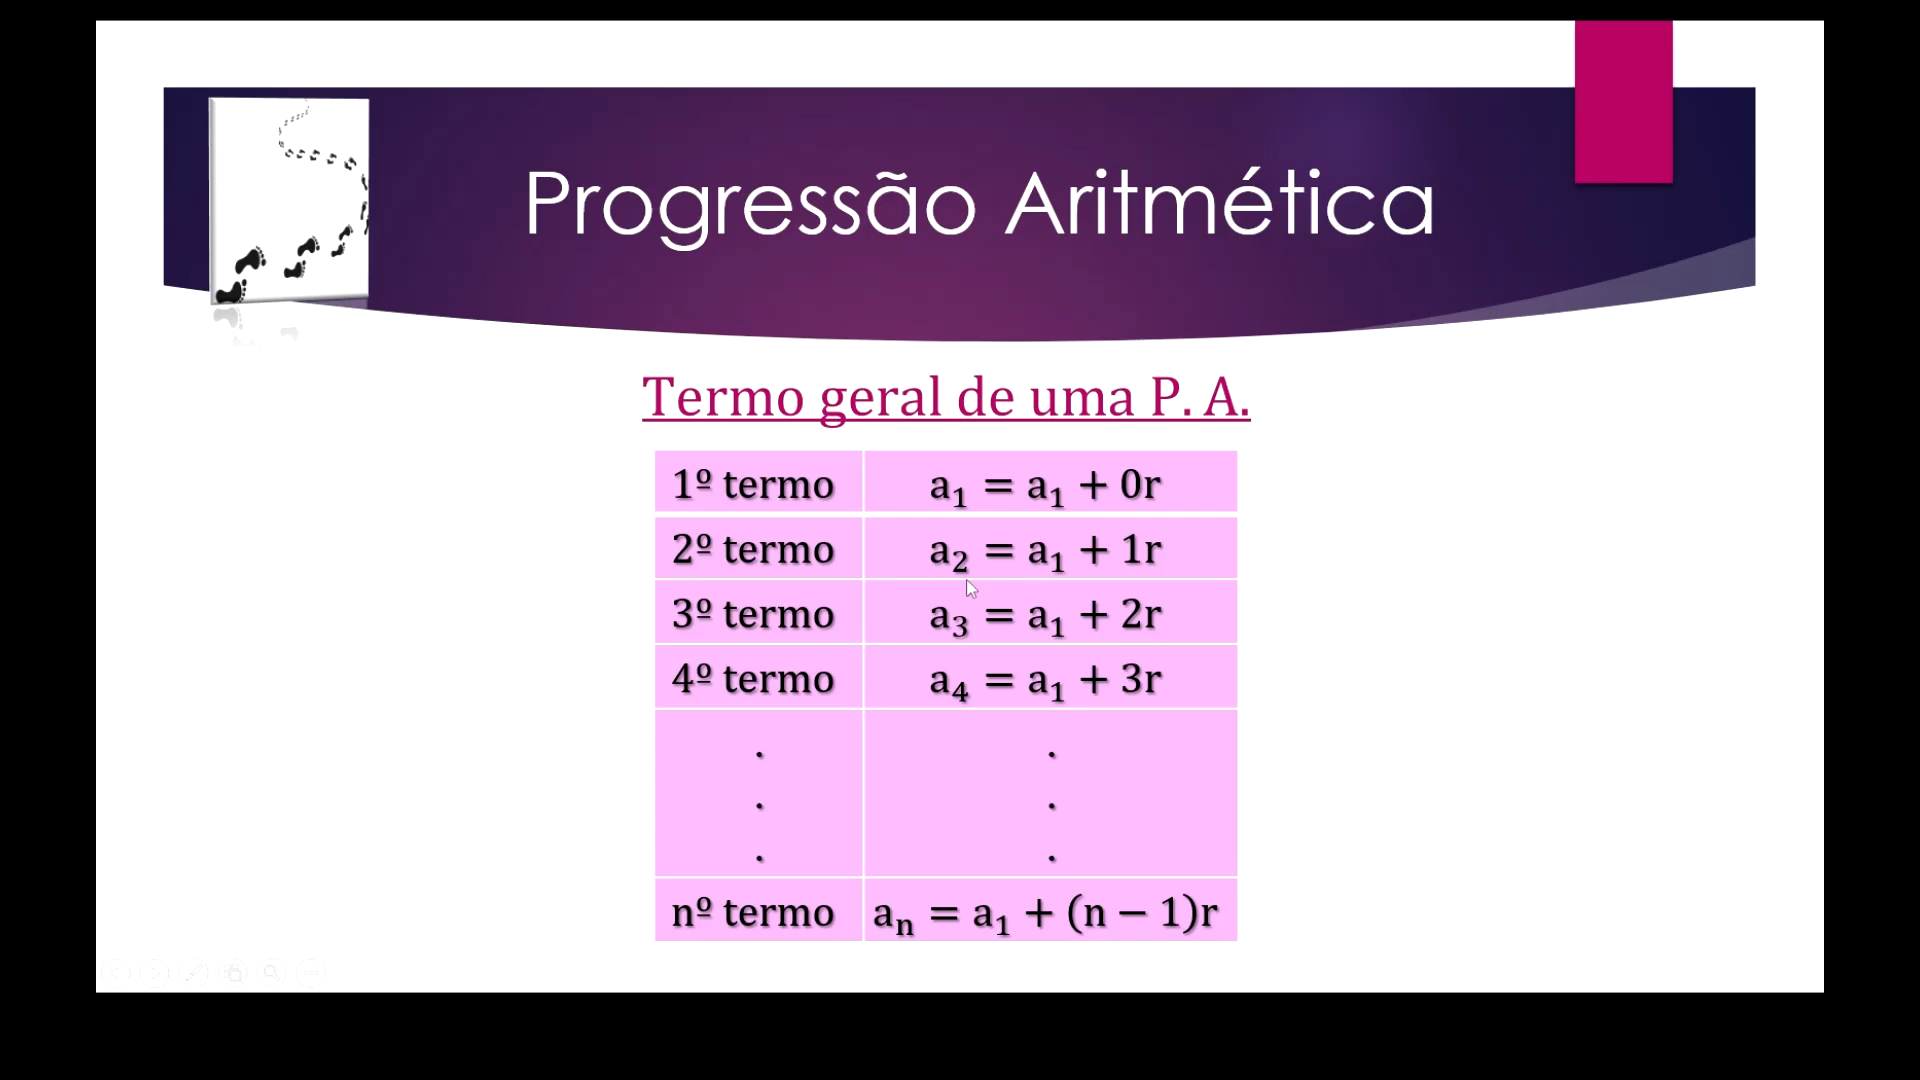 Progressão Aritmética
Termo geral de uma P. A.
1º termo a₁ = a₁ + 0r
2º termo a₂ = a₁ + 1r
3º termo a₃ = a₁ + 2r
4º termo a₄ = a₁ + 3r
. .
. .
. .
nº termo aₙ = a₁ + (n − 1)r